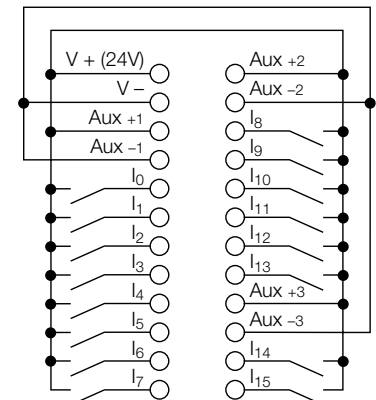 V + (24V)
V –
Aux +1
Aux –1
I0
I1
I2
I3
I4
I5
I6
I7
Aux +2
Aux –2
I8
I9
I10
I11
I12
I13
Aux +3
Aux –3
I14
I15